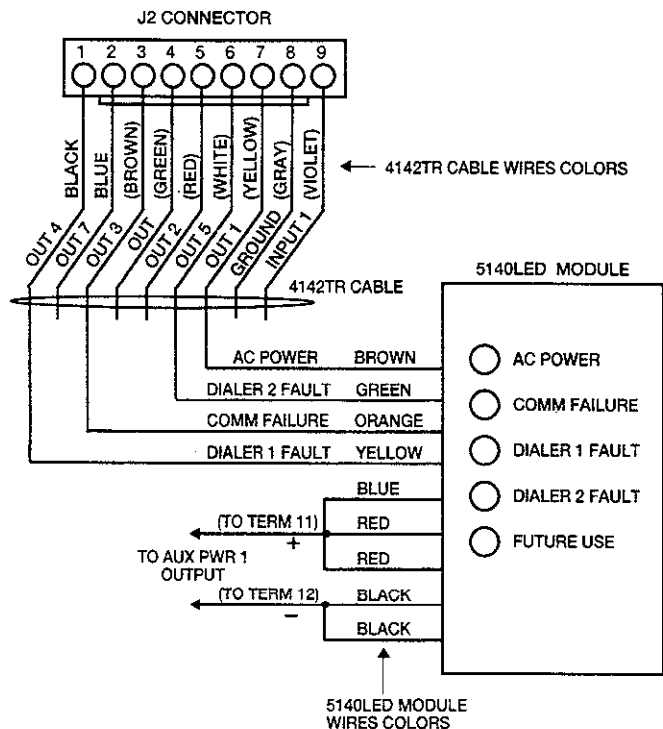 J2 CONNECTOR
1 2 3 4 5 6 7 8 9
BLACK
BLUE
(BROWN)
(GREEN)
(RED)
(WHITE)
(YELLOW)
(GRAY)
(VIOLET)
4142TR CABLE WIRES COLORS
OUT 4
OUT 7
OUT 3
OUT
OUT 2
OUT 5
OUT 1
GROUND
INPUT 1
4142TR CABLE
5140LED MODULE
AC POWER BROWN
DIALER 2 FAULT GREEN
COMM FAILURE ORANGE
DIALER 1 FAULT YELLOW
BLUE
(TO TERM 11) RED
+
TO AUX PWR 1
OUTPUT
RED
(TO TERM 12) BLACK
–
BLACK
AC POWER
COMM FAILURE
DIALER 1 FAULT
DIALER 2 FAULT
FUTURE USE
5140LED MODULE
WIRES COLORS